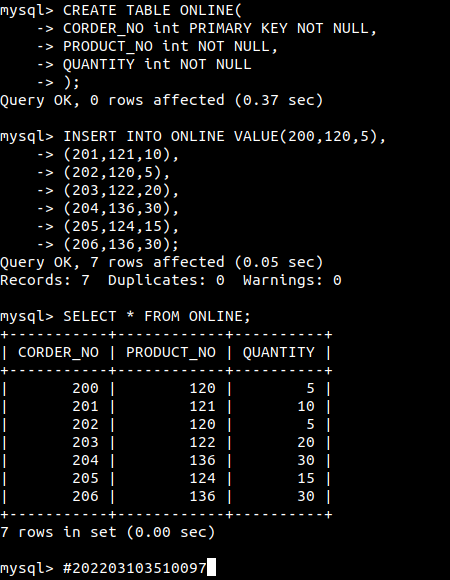 mysql> CREATE TABLE ONLINE(
    -> CORDER_NO int PRIMARY KEY NOT NULL,
    -> PRODUCT_NO int NOT NULL,
    -> QUANTITY int NOT NULL
    -> );
Query OK, 0 rows affected (0.37 sec)

mysql> INSERT INTO ONLINE VALUE(200,120,5),
    -> (201,121,10),
    -> (202,120,5),
    -> (203,122,20),
    -> (204,136,30),
    -> (205,124,15),
    -> (206,136,30);
Query OK, 7 rows affected (0.05 sec)
Records: 7  Duplicates: 0  Warnings: 0

mysql> SELECT * FROM ONLINE;
+-----------+------------+----------+
| CORDER_NO | PRODUCT_NO | QUANTITY |
+-----------+------------+----------+
|       200 |        120 |        5 |
|       201 |        121 |       10 |
|       202 |        120 |        5 |
|       203 |        122 |       20 |
|       204 |        136 |       30 |
|       205 |        124 |       15 |
|       206 |        136 |       30 |
+-----------+------------+----------+
7 rows in set (0.00 sec)

mysql> #202203103510097